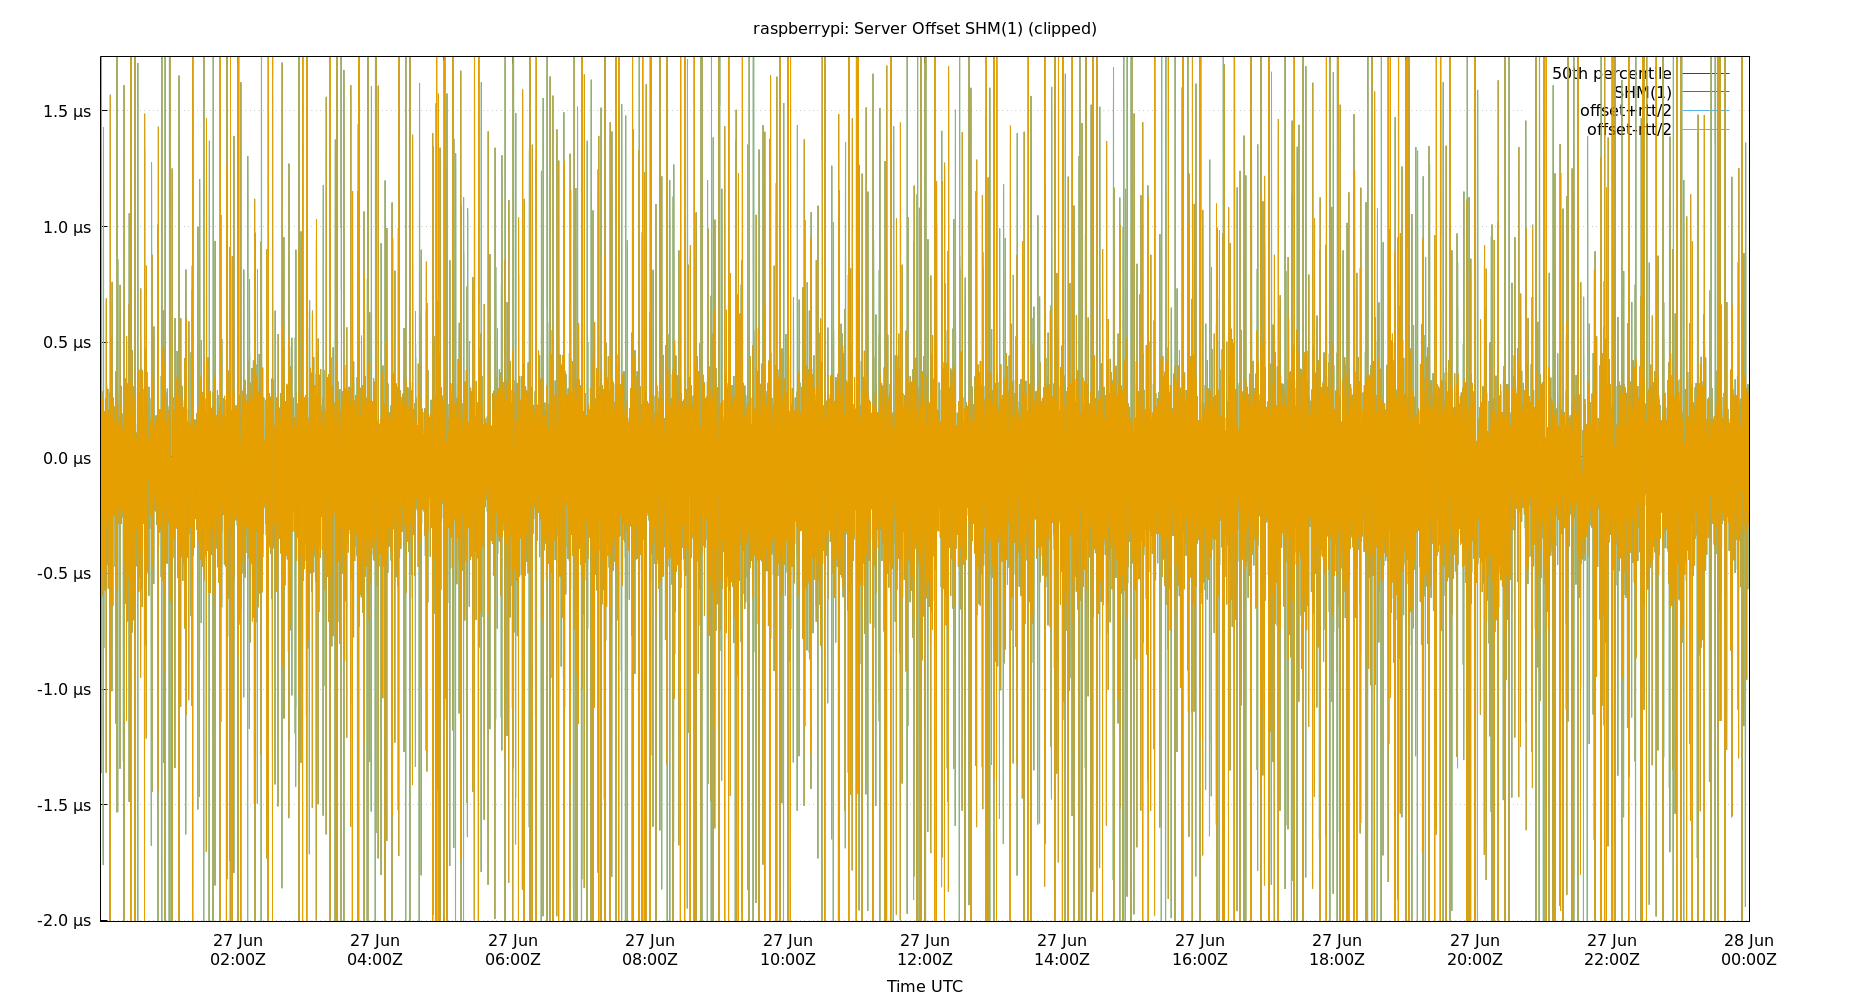 raspberrypi: Server Offset SHM(1) (clipped)
50th percentile
SHM(1)
offset+rtt/2
offset-rtt/2
1.5 µs
1.0 µs
0.5 µs
0.0 µs
-0.5 µs
-1.0 µs
-1.5 µs
-2.0 µs
27 Jun 27 Jun 27 Jun 27 Jun 27 Jun 27 Jun 27 Jun 27 Jun 27 Jun 27 Jun 27 Jun 28 Jun
02:00Z 04:00Z 06:00Z 08:00Z 10:00Z 12:00Z 14:00Z 16:00Z 18:00Z 20:00Z 22:00Z 00:00Z
Time UTC